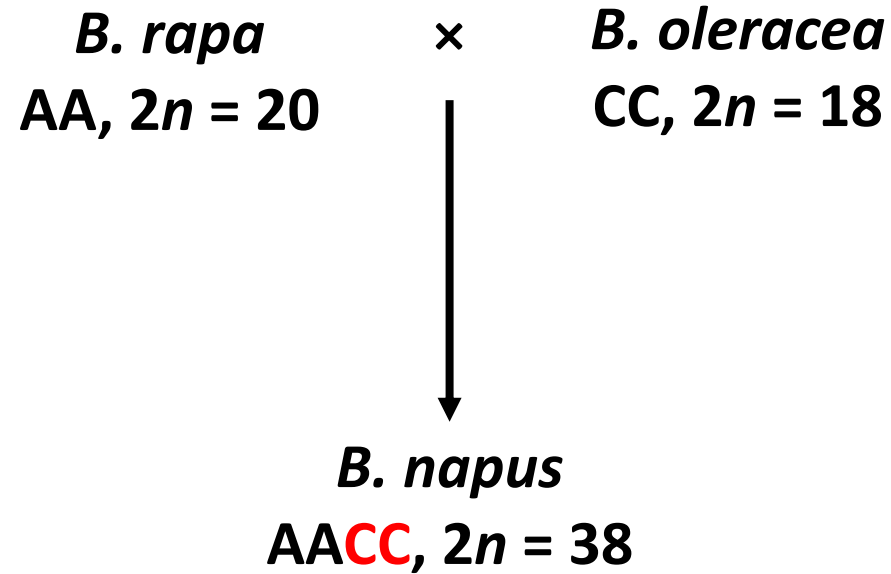 B. rapa × B. oleracea
AA, 2n = 20 CC, 2n = 18
B. napus
AACC, 2n = 38